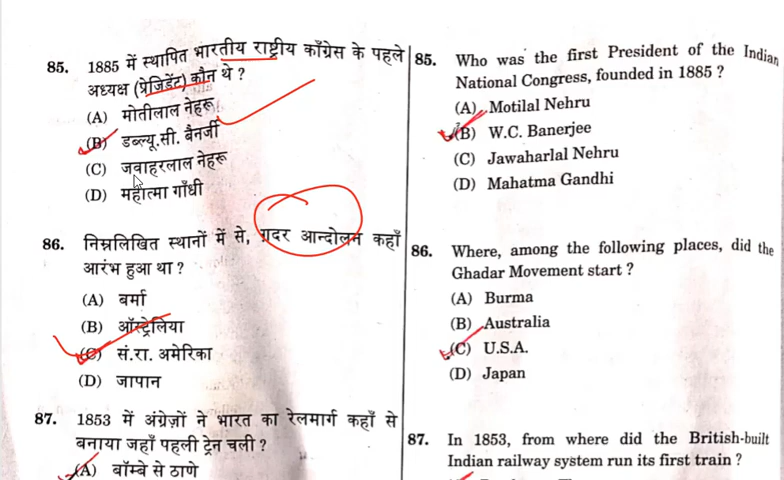 85. 1885 में स्थापित भारतीय राष्ट्रीय काँग्रेस के पहले
अध्यक्ष (प्रेजिडेंट) कौन थे ?
(A) मोतीलाल नेहरू
(B) डब्ल्यू.सी. बैनर्जी
(C) जवाहरलाल नेहरू
(D) महात्मा गाँधी
86. निम्नलिखित स्थानों में से, ग़दर आन्दोलन कहाँ
आरंभ हुआ था ?
(A) बर्मा
(B) ऑस्ट्रेलिया
(C) सं.रा. अमेरिका
(D) जापान
87. 1853 में अंग्रेज़ों ने भारत का रेलमार्ग कहाँ से
बनाया जहाँ पहली ट्रेन चली ?
(A) बॉम्बे से ठाणे
85. Who was the first President of the Indian
National Congress, founded in 1885 ?
(A) Motilal Nehru
(B) W.C. Banerjee
(C) Jawaharlal Nehru
(D) Mahatma Gandhi
86. Where, among the following places, did the
Ghadar Movement start ?
(A) Burma
(B) Australia
(C) U.S.A.
(D) Japan
87. In 1853, from where did the British-built
Indian railway system run its first train ?